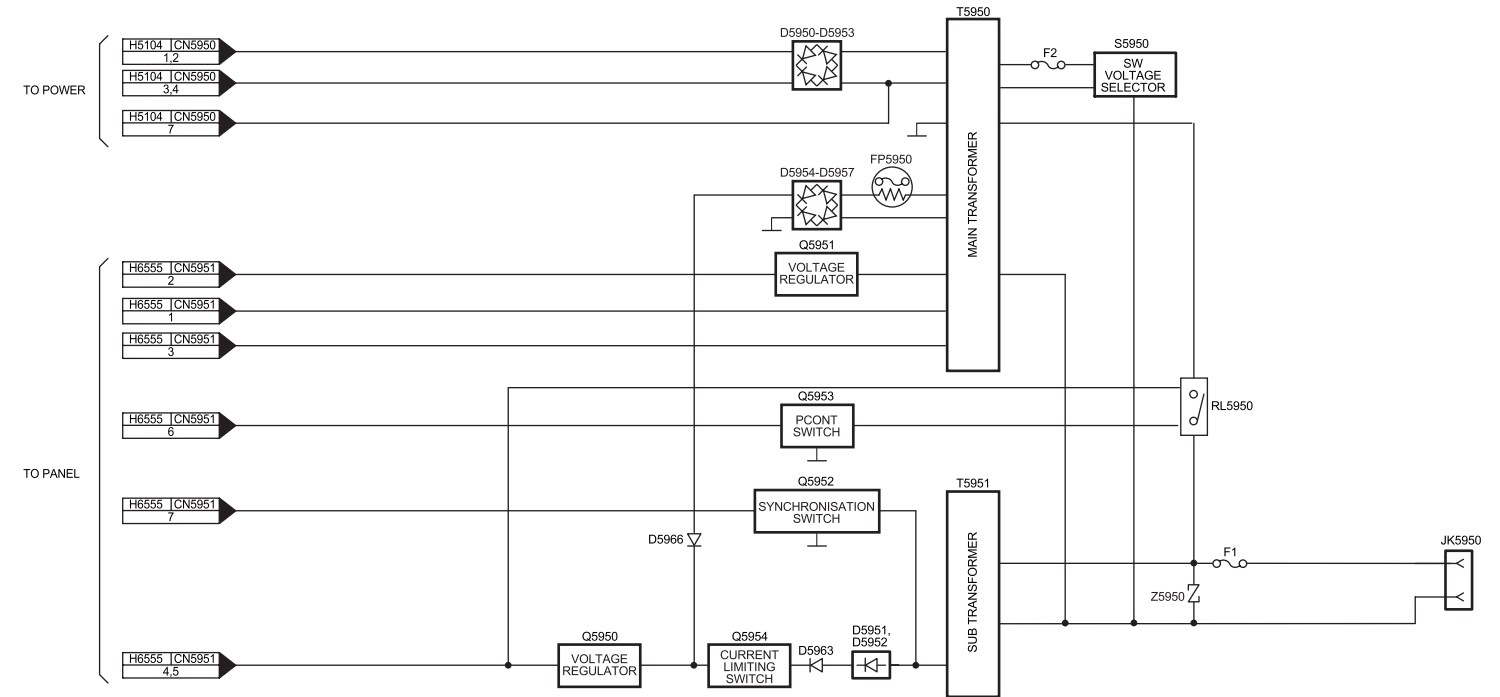 T5950
D5950-D5953
S5950
F2
H5104 CN5950
1,2
SW
VOLTAGE
SELECTOR
H5104 CN5950
3,4
TO POWER
H5104 CN5950
7
MAIN TRANSFORMER
FP5950
D5954-D5957
Q5951
H6555 CN5951
2
VOLTAGE
REGULATOR
H6555 CN5951
1
H6555 CN5951
3
Q5953
RL5950
H6555 CN5951
6
PCONT
SWITCH
TO PANEL
Q5952
T5951
H6555 CN5951
7
SYNCHRONISATION
SWITCH
D5966
JK5950
F1
Z5950
SUB TRANSFORMER
Q5950
Q5954
D5951,
D5952
D5963
H6555 CN5951
4,5
VOLTAGE
REGULATOR
CURRENT
LIMITING
SWITCH